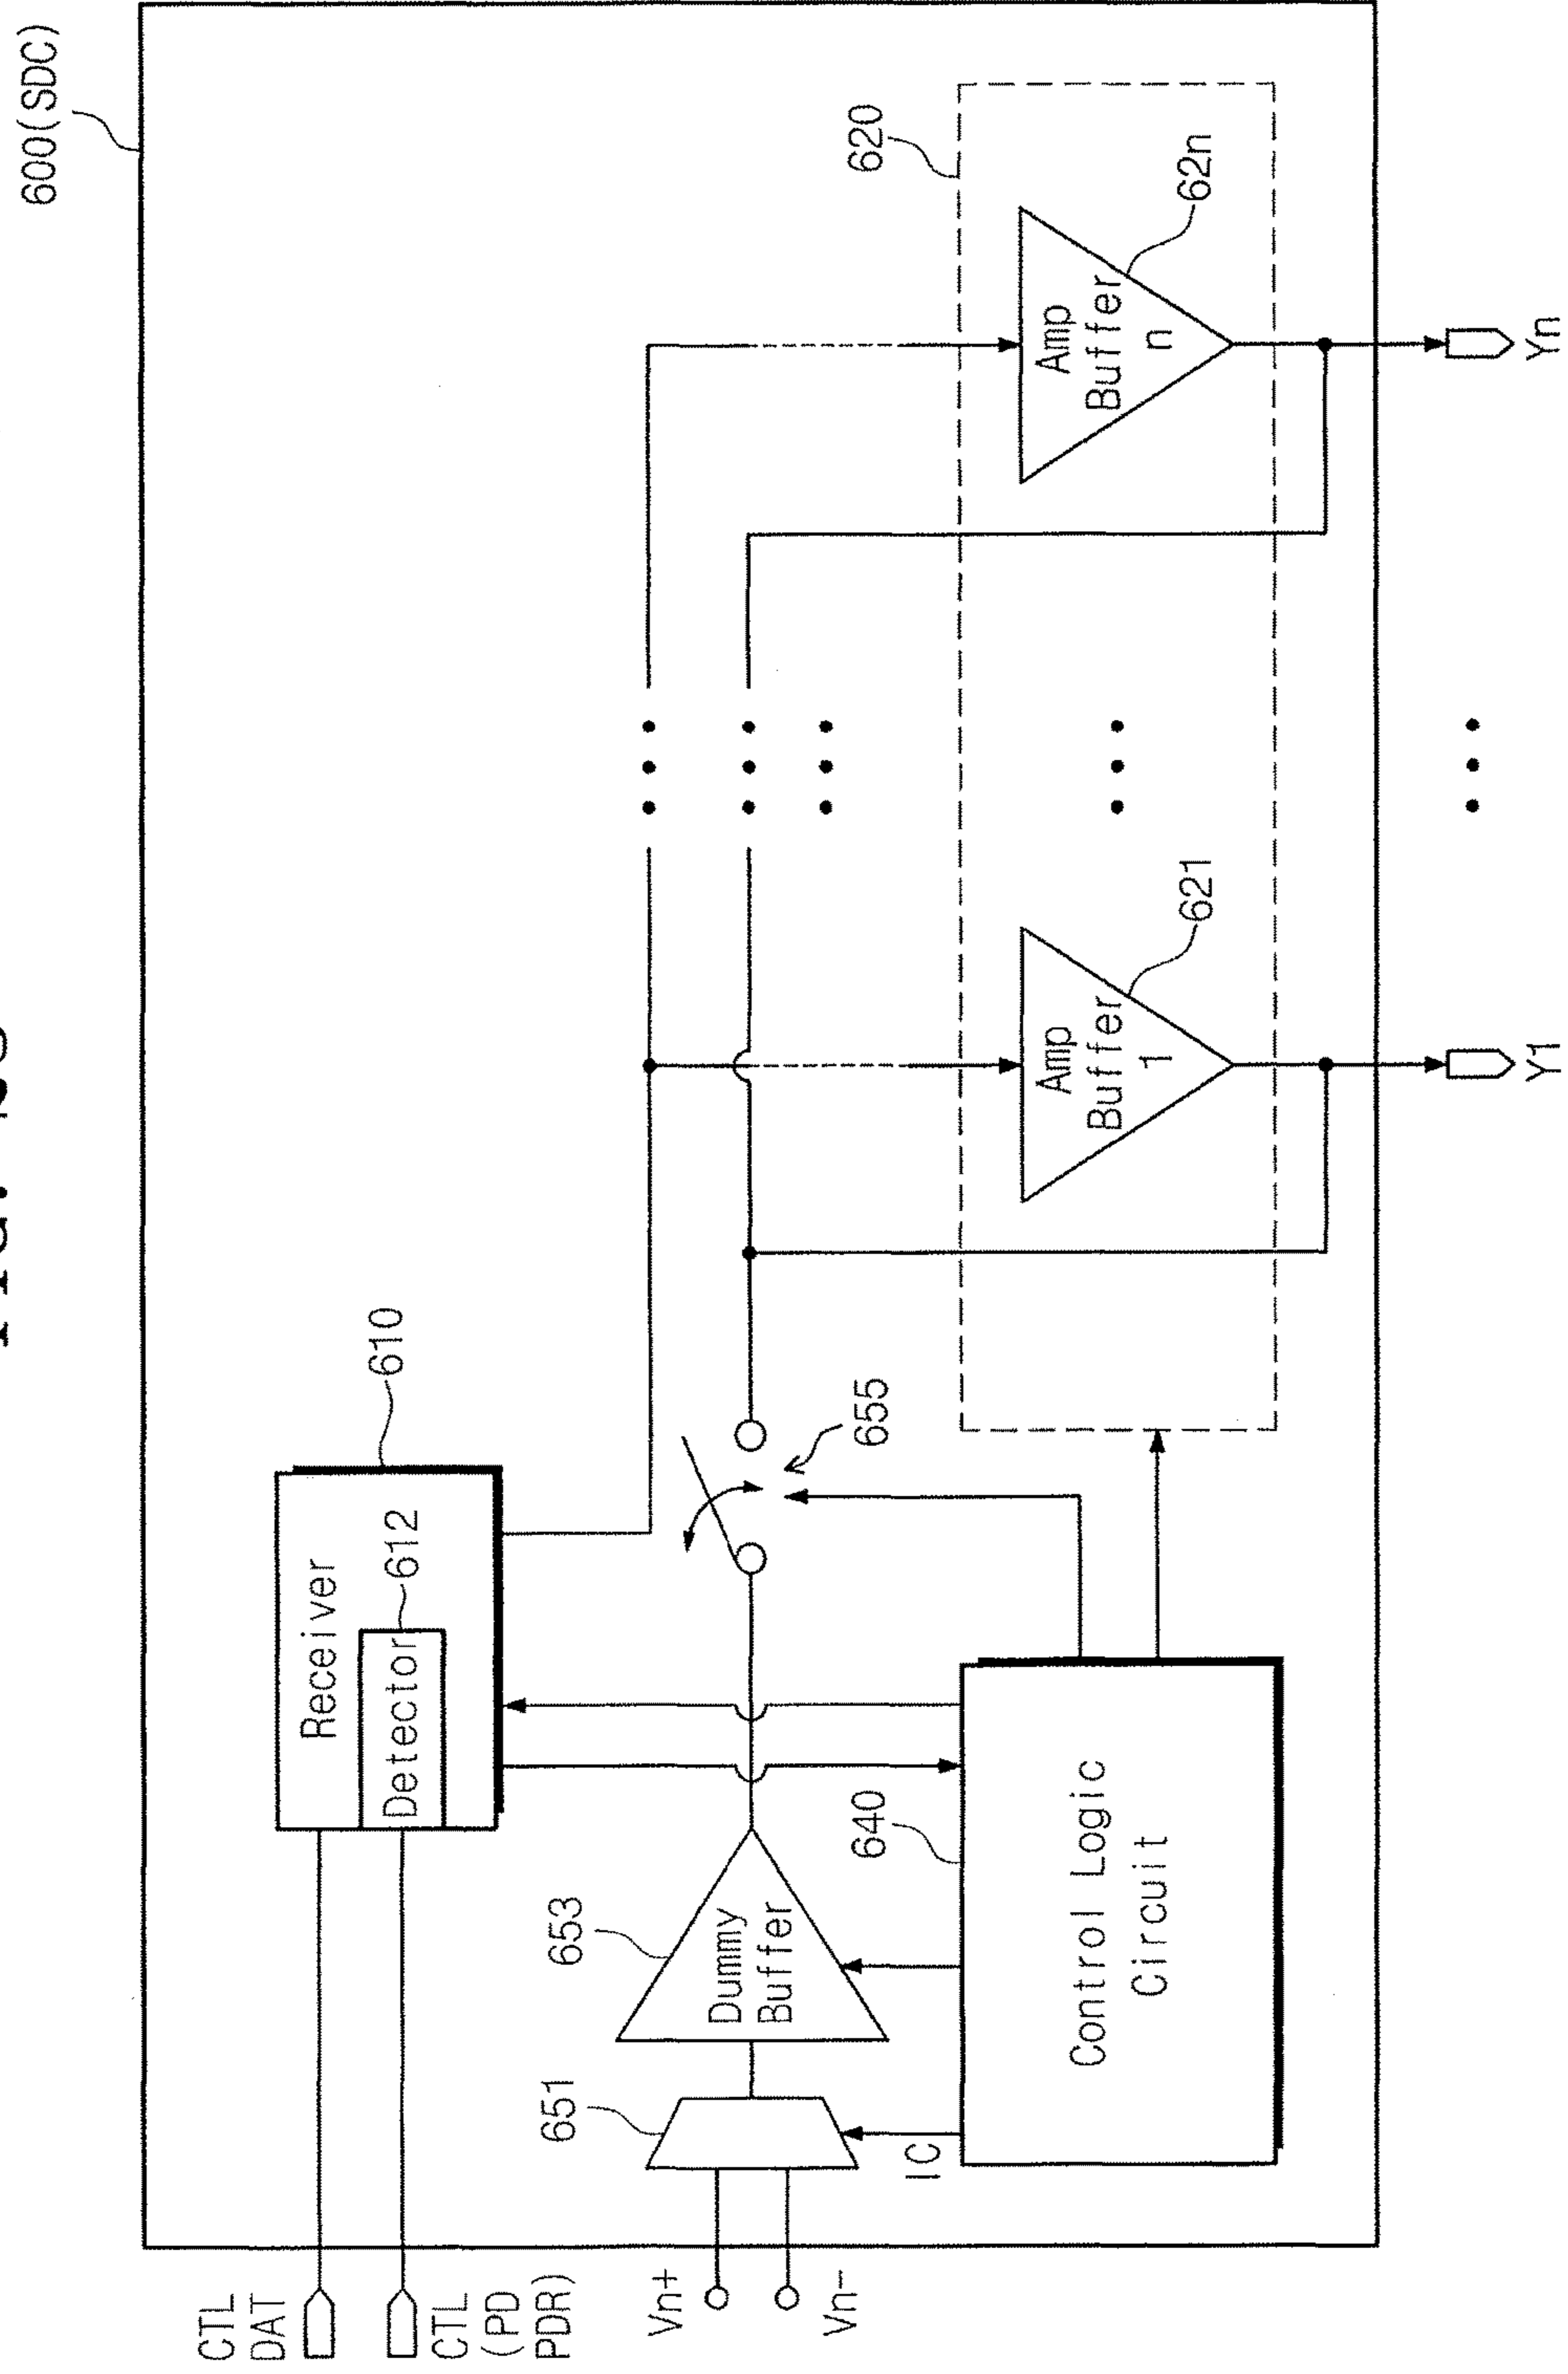 600(SDC)
CTL
DAT
CTL
(PD
PDR)
Receiver
610
Detector
612
Vn+
Vn-
651
Dummy
Buffer
653
655
IC
Control Logic
Circuit
640
620
Amp
Buffer
1
621
Amp
Buffer
n
62n
Y1
Yn